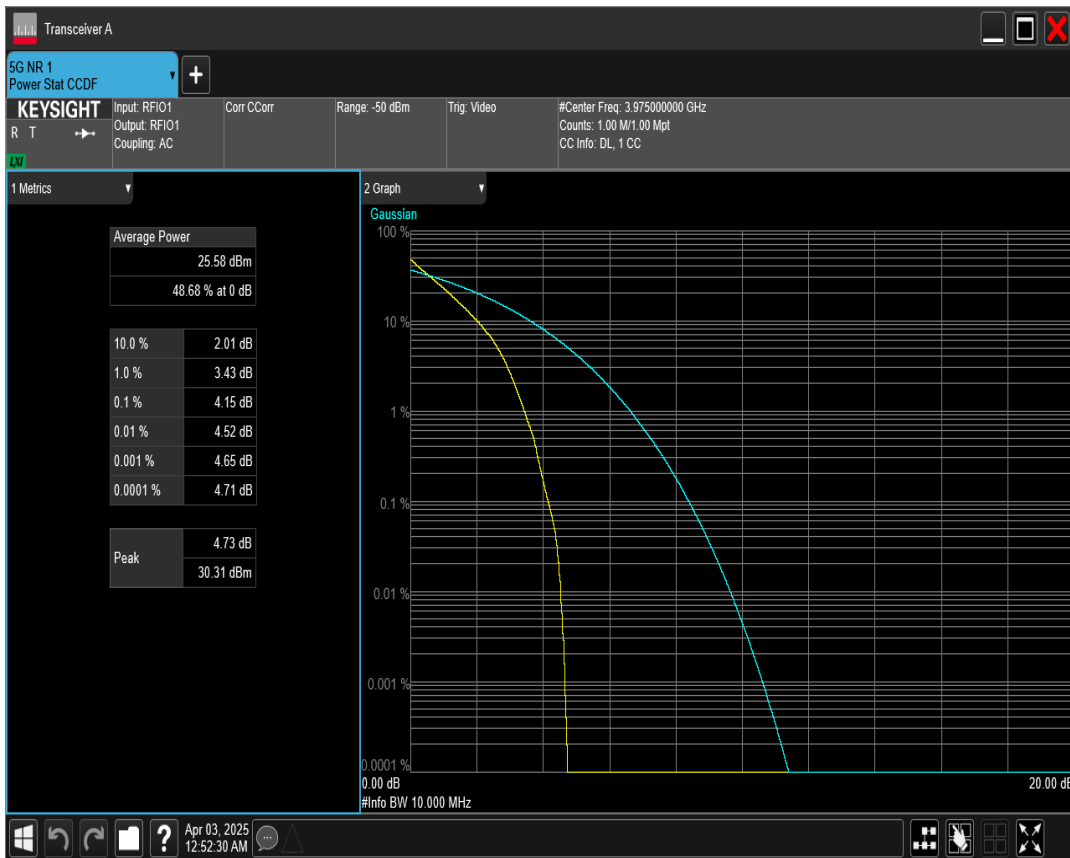 Transceiver A
5G NR 1
Power Stat CCDF
+
KEYSIGHT
R T
LXI
Input: RFIO1
Output: RFIO1
Coupling: AC
Corr CCorr
Range: -50 dBm
Trig: Video
#Center Freq: 3.975000000 GHz
Counts: 1.00 M/1.00 Mpt
CC Info: DL, 1 CC
1 Metrics
Average Power
25.58 dBm
48.68 % at 0 dB
10.0 % 2.01 dB
1.0 % 3.43 dB
0.1 % 4.15 dB
0.01 % 4.52 dB
0.001 % 4.65 dB
0.0001 % 4.71 dB
Peak
4.73 dB
30.31 dBm
2 Graph
Gaussian
100 %
10 %
1 %
0.1 %
0.01 %
0.001 %
0.0001 %
0.00 dB
20.00 dB
#Info BW 10.000 MHz
?
Apr 03, 2025
12:52:30 AM